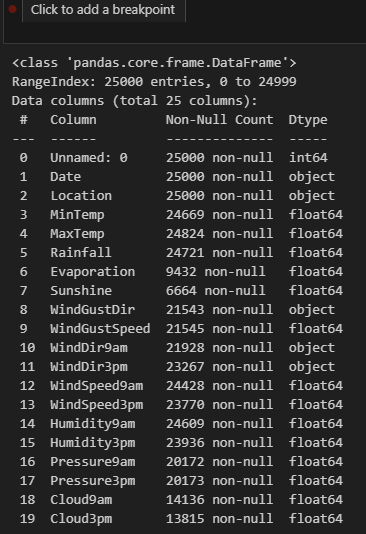 Click to add a breakpoint
<class 'pandas.core.frame.DataFrame'>
RangeIndex: 25000 entries, 0 to 24999
Data columns (total 25 columns):
 #   Column         Non-Null Count  Dtype
---  ------         --------------  -----
 0   Unnamed: 0     25000 non-null  int64
 1   Date           25000 non-null  object
 2   Location       25000 non-null  object
 3   MinTemp        24669 non-null  float64
 4   MaxTemp        24824 non-null  float64
 5   Rainfall       24721 non-null  float64
 6   Evaporation    9432 non-null   float64
 7   Sunshine       6664 non-null   float64
 8   WindGustDir    21543 non-null  object
 9   WindGustSpeed  21545 non-null  float64
 10  WindDir9am     21928 non-null  object
 11  WindDir3pm     23267 non-null  object
 12  WindSpeed9am   24428 non-null  float64
 13  WindSpeed3pm   23770 non-null  float64
 14  Humidity9am    24609 non-null  float64
 15  Humidity3pm    23936 non-null  float64
 16  Pressure9am    20172 non-null  float64
 17  Pressure3pm    20173 non-null  float64
 18  Cloud9am       14136 non-null  float64
 19  Cloud3pm       13815 non-null  float64